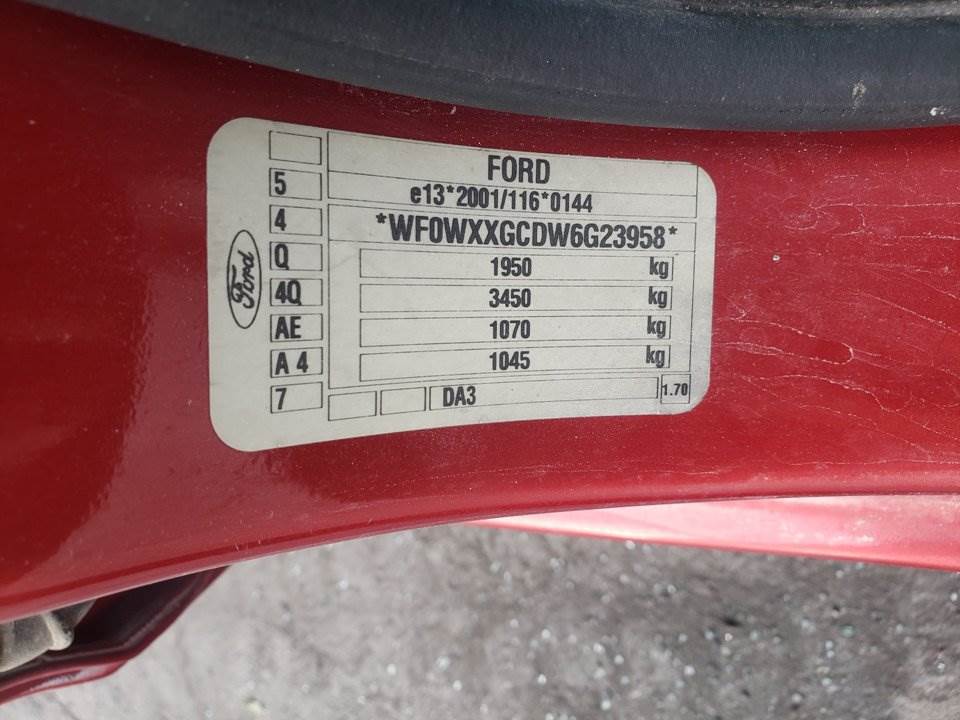 Ford
5
4
Q
4Q
AE
A 4
7
FORD
e13*2001/116*0144
*WF0WXXGCDW6G23958*
1950 kg
3450 kg
1070 kg
1045 kg
DA3
1.70